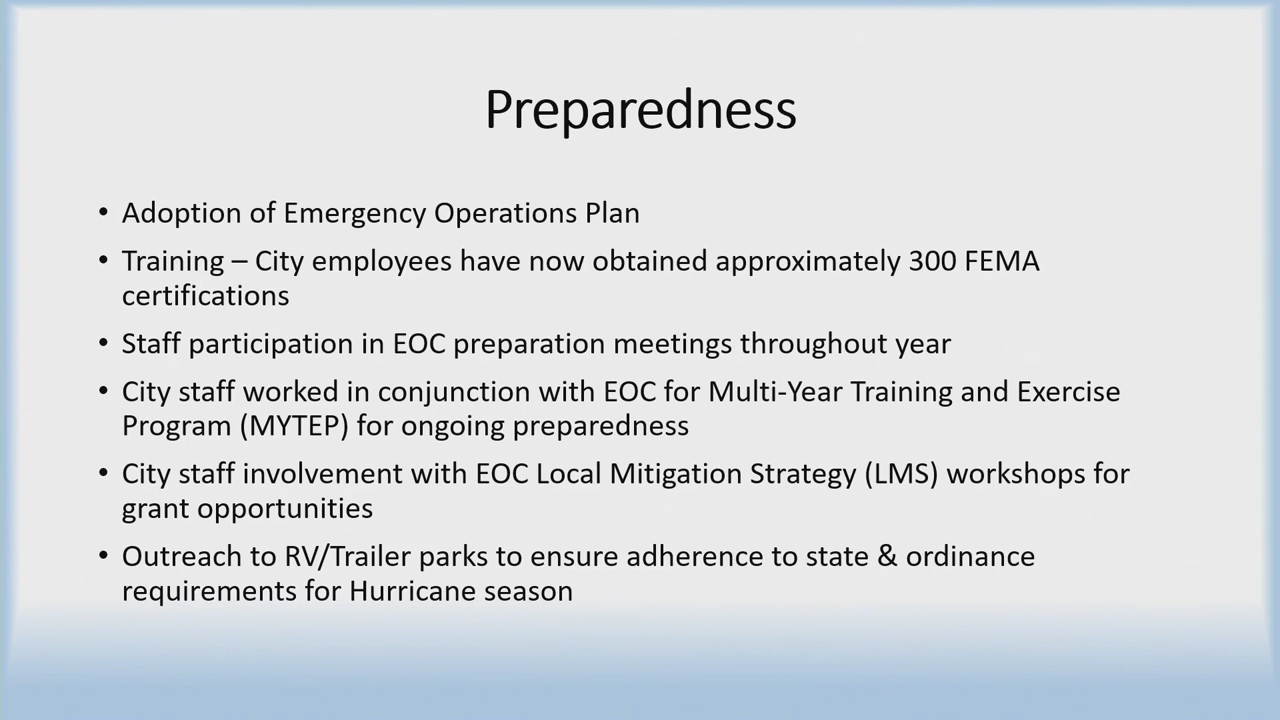 Preparedness
• Adoption of Emergency Operations Plan
• Training – City employees have now obtained approximately 300 FEMA
certifications
• Staff participation in EOC preparation meetings throughout year
• City staff worked in conjunction with EOC for Multi-Year Training and Exercise
Program (MYTEP) for ongoing preparedness
• City staff involvement with EOC Local Mitigation Strategy (LMS) workshops for
grant opportunities
• Outreach to RV/Trailer parks to ensure adherence to state & ordinance
requirements for Hurricane season